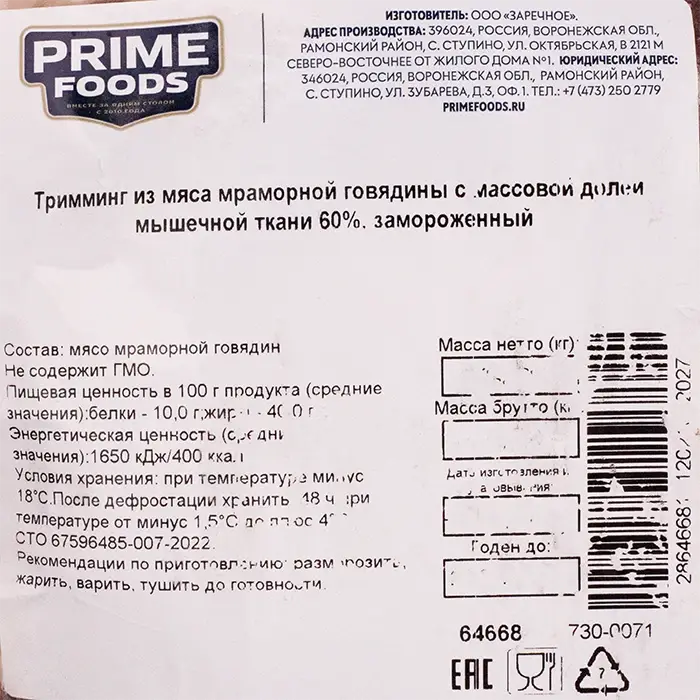 PRIME
FOODS
ВМЕСТЕ ЗА ОДНИМ СТОЛОМ
С 2010 ГОДА
ИЗГОТОВИТЕЛЬ: ООО «ЗАРЕЧНОЕ».
АДРЕС ПРОИЗВОДСТВА: 396024, РОССИЯ, ВОРОНЕЖСКАЯ ОБЛ.,
РАМОНСКИЙ РАЙОН, С. СТУПИНО, УЛ. ОКТЯБРЬСКАЯ, В 2121 М
СЕВЕРО-ВОСТОЧНЕЕ ОТ ЖИЛОГО ДОМА №1. ЮРИДИЧЕСКИЙ АДРЕС:
346024, РОССИЯ, ВОРОНЕЖСКАЯ ОБЛ., РАМОНСКИЙ РАЙОН,
С. СТУПИНО, УЛ. ЗУБАРЕВА, Д.3, ОФ.1. ТЕЛ.: +7 (473) 250 2779
PRIMEFOODS.RU
Тримминг из мяса мраморной говядины с массовой долей
мышечной ткани 60%, замороженный
Состав: мясо мраморной говядин
Не содержит ГМО.
Пищевая ценность в 100 г продукта (средние
значения):белки - 10,0 г,жир
Энергетическая ценность (средни
значения):1650 кДж/400 ккал
Условия хранения: при температуре минус
18°С.После дефростации хранить 48 ч при
температуре от минус 1,5°С до плюс
СТО 67596485-007-2022.
Рекомендации по приготовлению: разморозить,
жарить, варить, тушить до готовности.
Масса нетто (кг):
Масса брутто
Дата изготовления и
Годен до:
28646681
2027
64668 730-0071
EAC